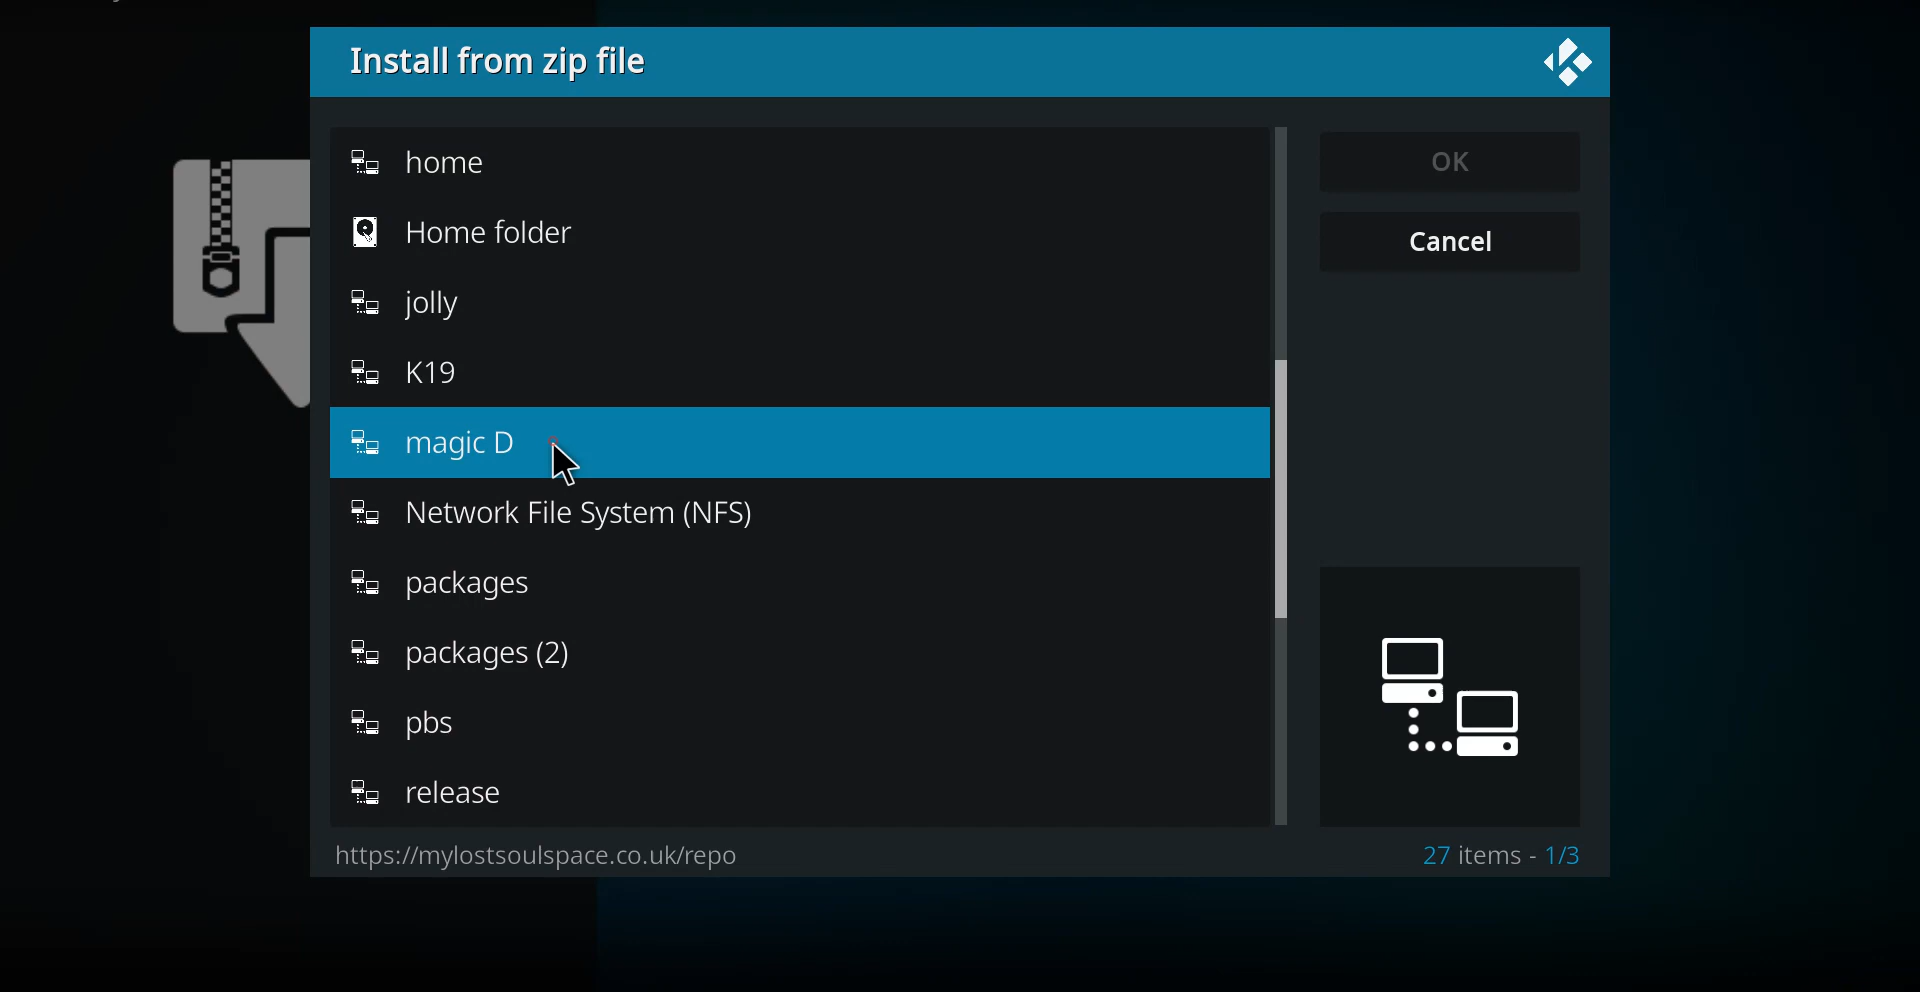 Install from zip file
home
Home folder
jolly
K19
magic D
Network File System (NFS)
packages
packages (2)
pbs
release
OK
Cancel
https://mylostsoulspace.co.uk/repo
27 items - 1/3